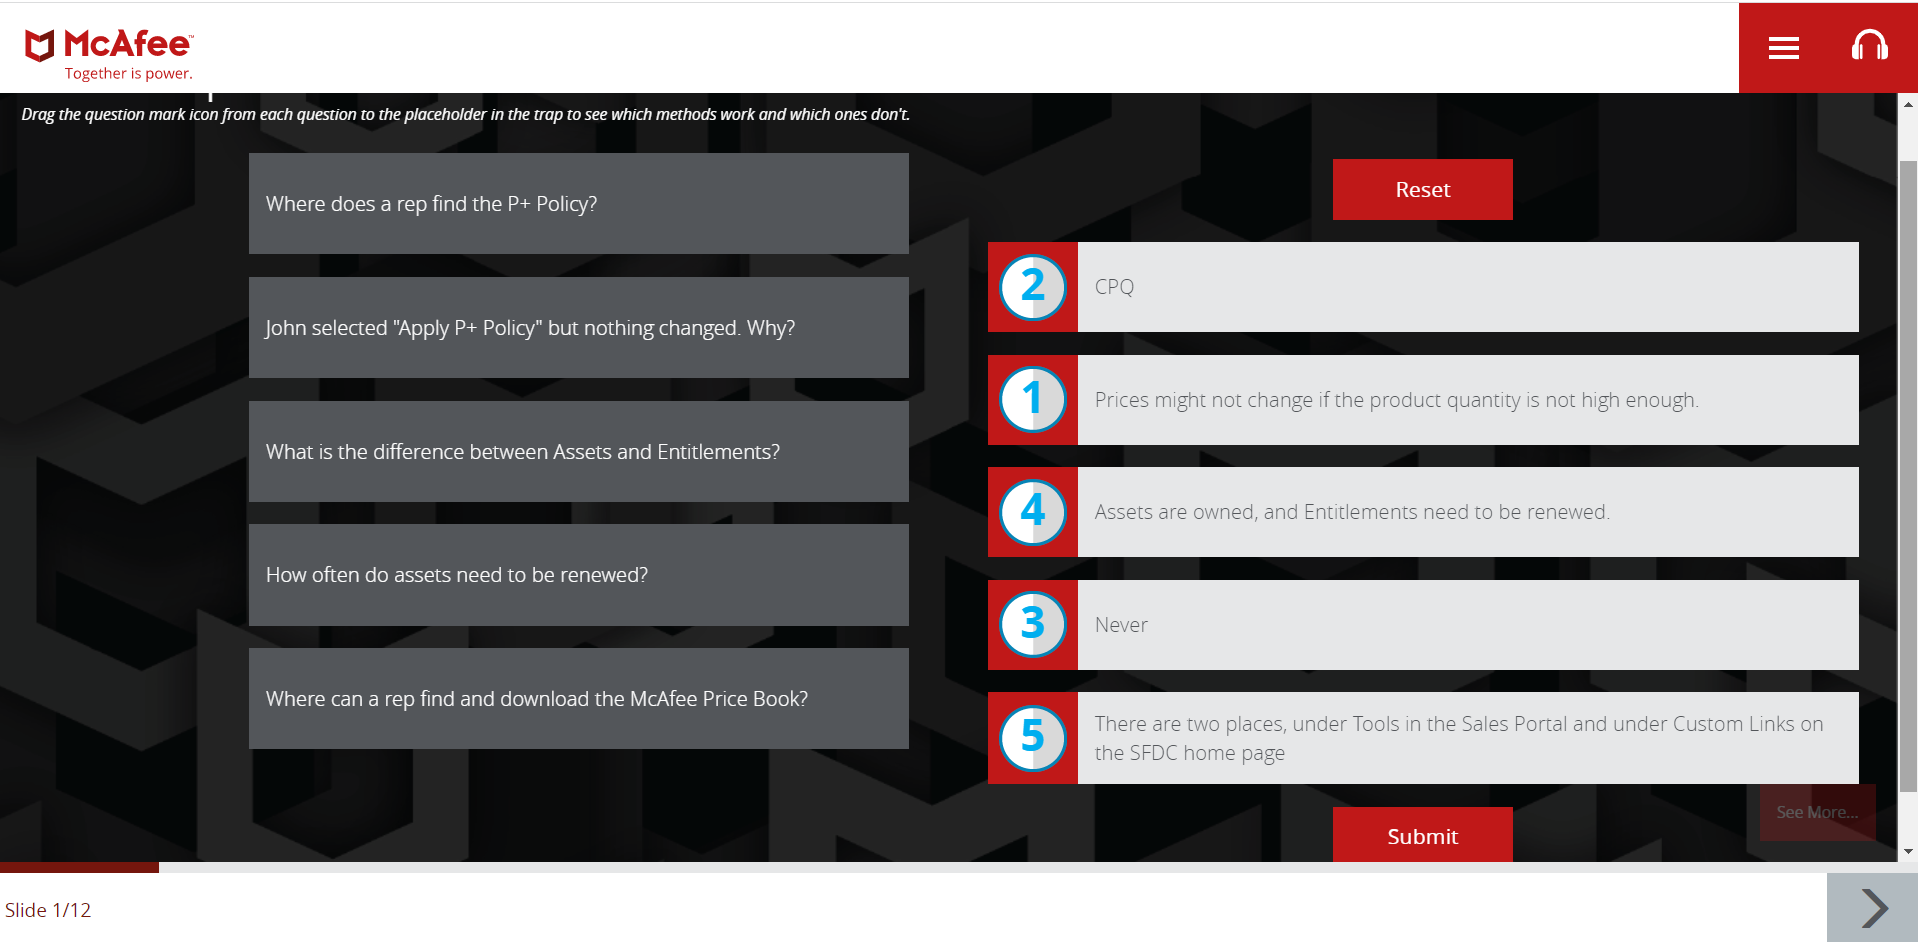 McAfee™
Together is power.
Drag the question mark icon from each question to the placeholder in the trap to see which methods work and which ones don't.
Where does a rep find the P+ Policy?
John selected "Apply P+ Policy" but nothing changed. Why?
What is the difference between Assets and Entitlements?
How often do assets need to be renewed?
Where can a rep find and download the McAfee Price Book?
Reset
2
CPQ
1
Prices might not change if the product quantity is not high enough.
4
Assets are owned, and Entitlements need to be renewed.
3
Never
5
There are two places, under Tools in the Sales Portal and under Custom Links on
the SFDC home page
See More...
Submit
Slide 1/12